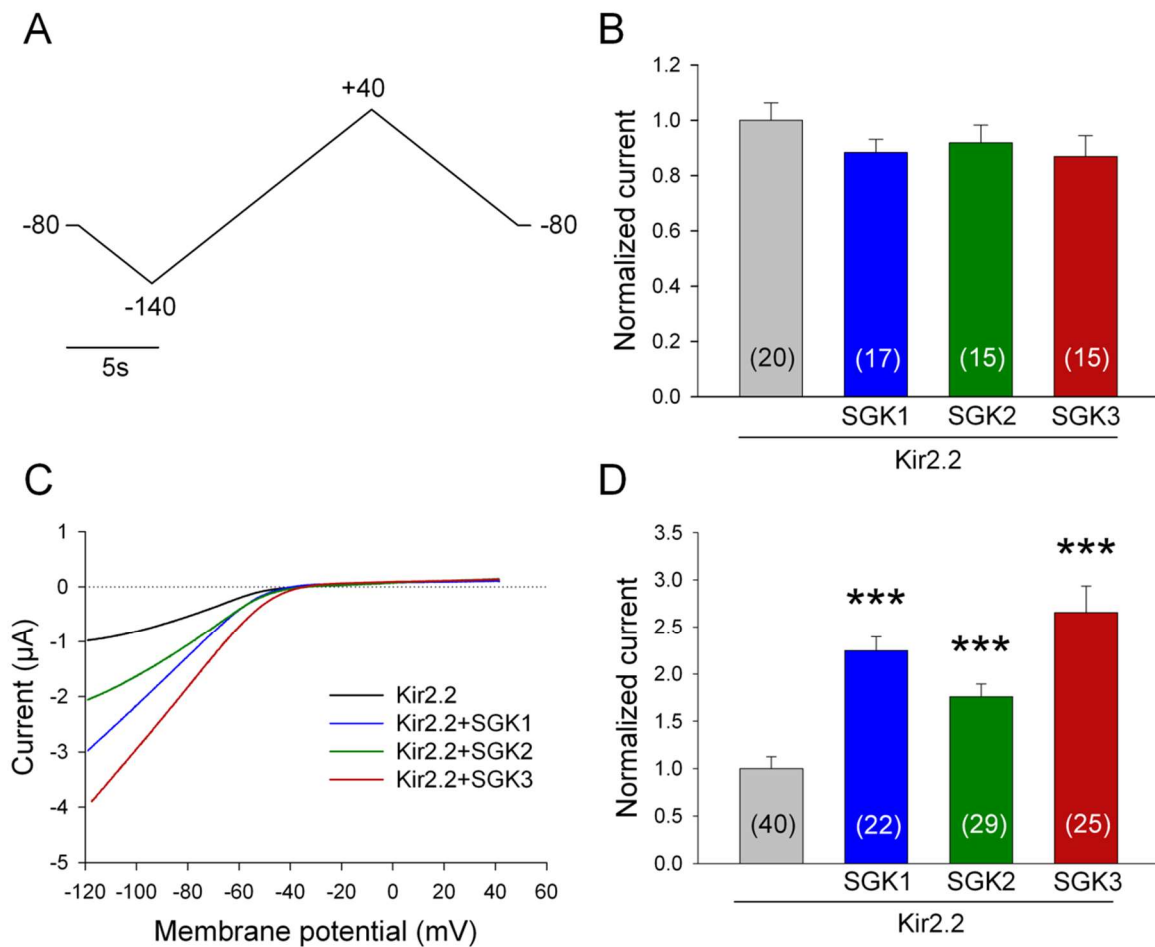 A
+40
-80
-80
-140
5s
B
Normalized current
1.2
1.0
0.8
0.6
0.4
0.2
0.0
(20) (17) (15) (15)
SGK1 SGK2 SGK3
Kir2.2
C
Current (µA)
1
0
-1
-2
-3
-4
-5
Kir2.2
Kir2.2+SGK1
Kir2.2+SGK2
Kir2.2+SGK3
-120 -100 -80 -60 -40 -20 0 20 40 60
Membrane potential (mV)
D
Normalized current
3.5
3.0
2.5
2.0
1.5
1.0
0.5
0.0
*** *** ***
(40) (22) (29) (25)
SGK1 SGK2 SGK3
Kir2.2